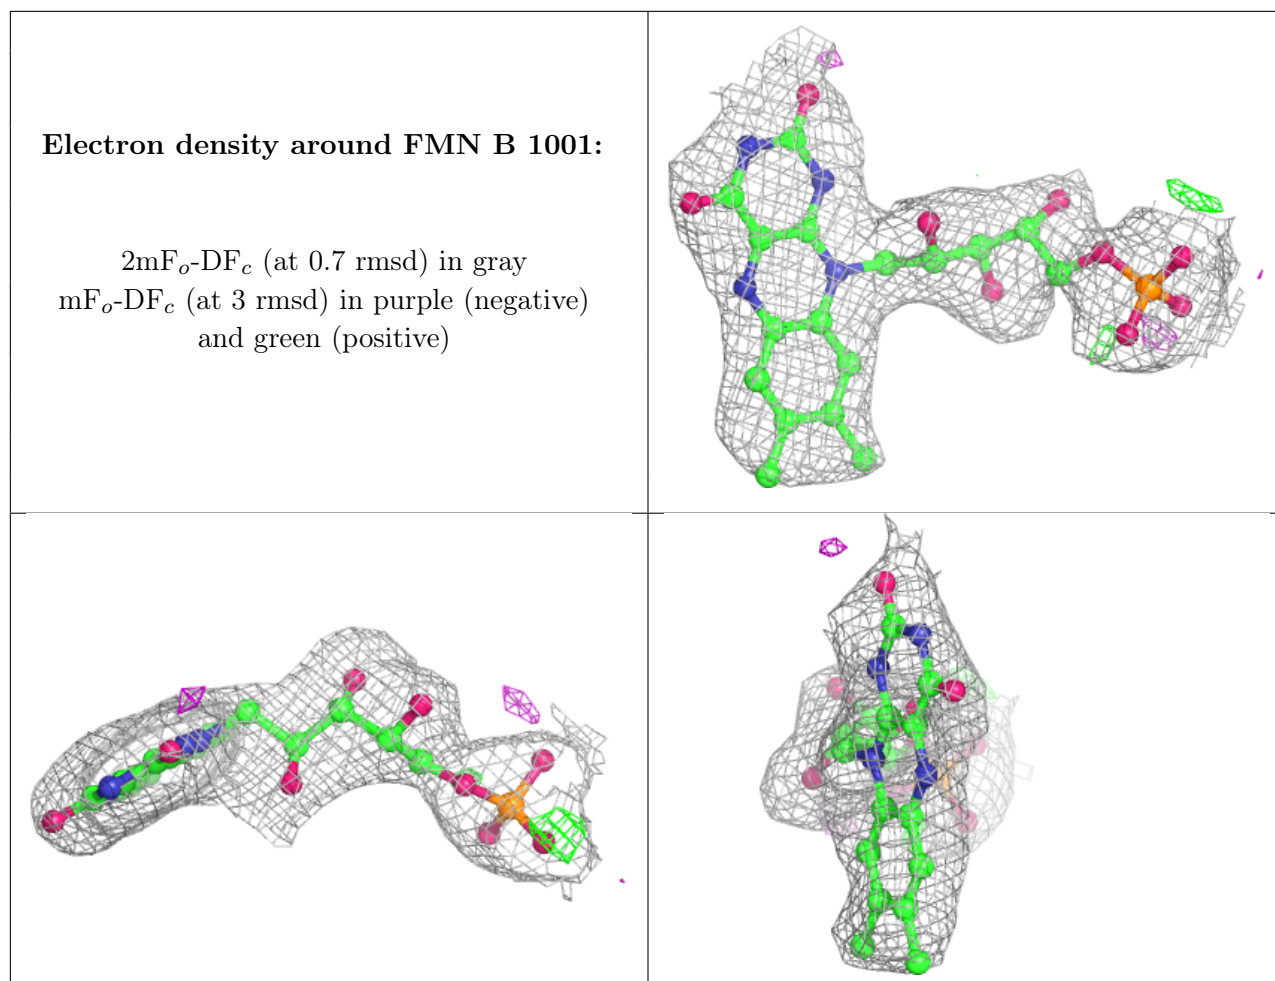 Electron density around FMN B 1001:
2mFo-DFc (at 0.7 rmsd) in gray
mFo-DFc (at 3 rmsd) in purple (negative)
and green (positive)